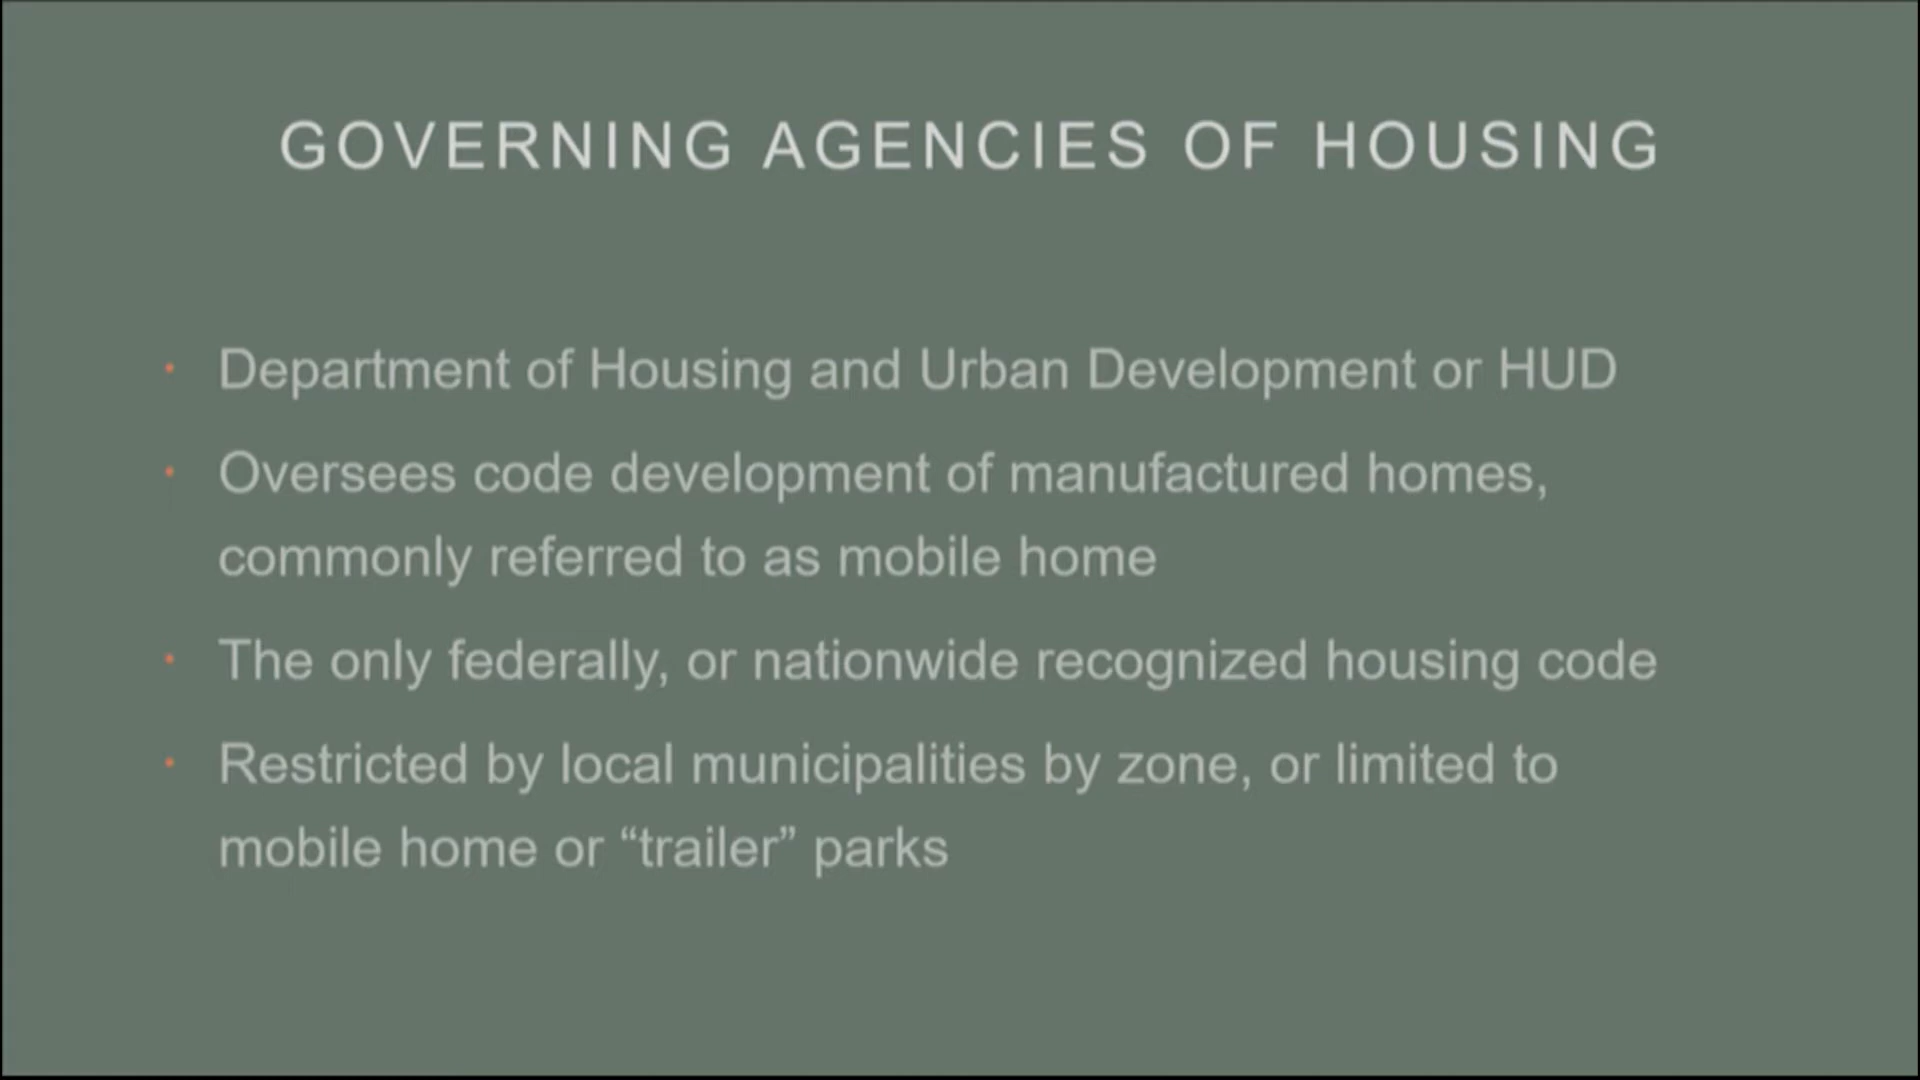 GOVERNING AGENCIES OF HOUSING
• Department of Housing and Urban Development or HUD
• Oversees code development of manufactured homes,
commonly referred to as mobile home
• The only federally, or nationwide recognized housing code
• Restricted by local municipalities by zone, or limited to
mobile home or “trailer” parks